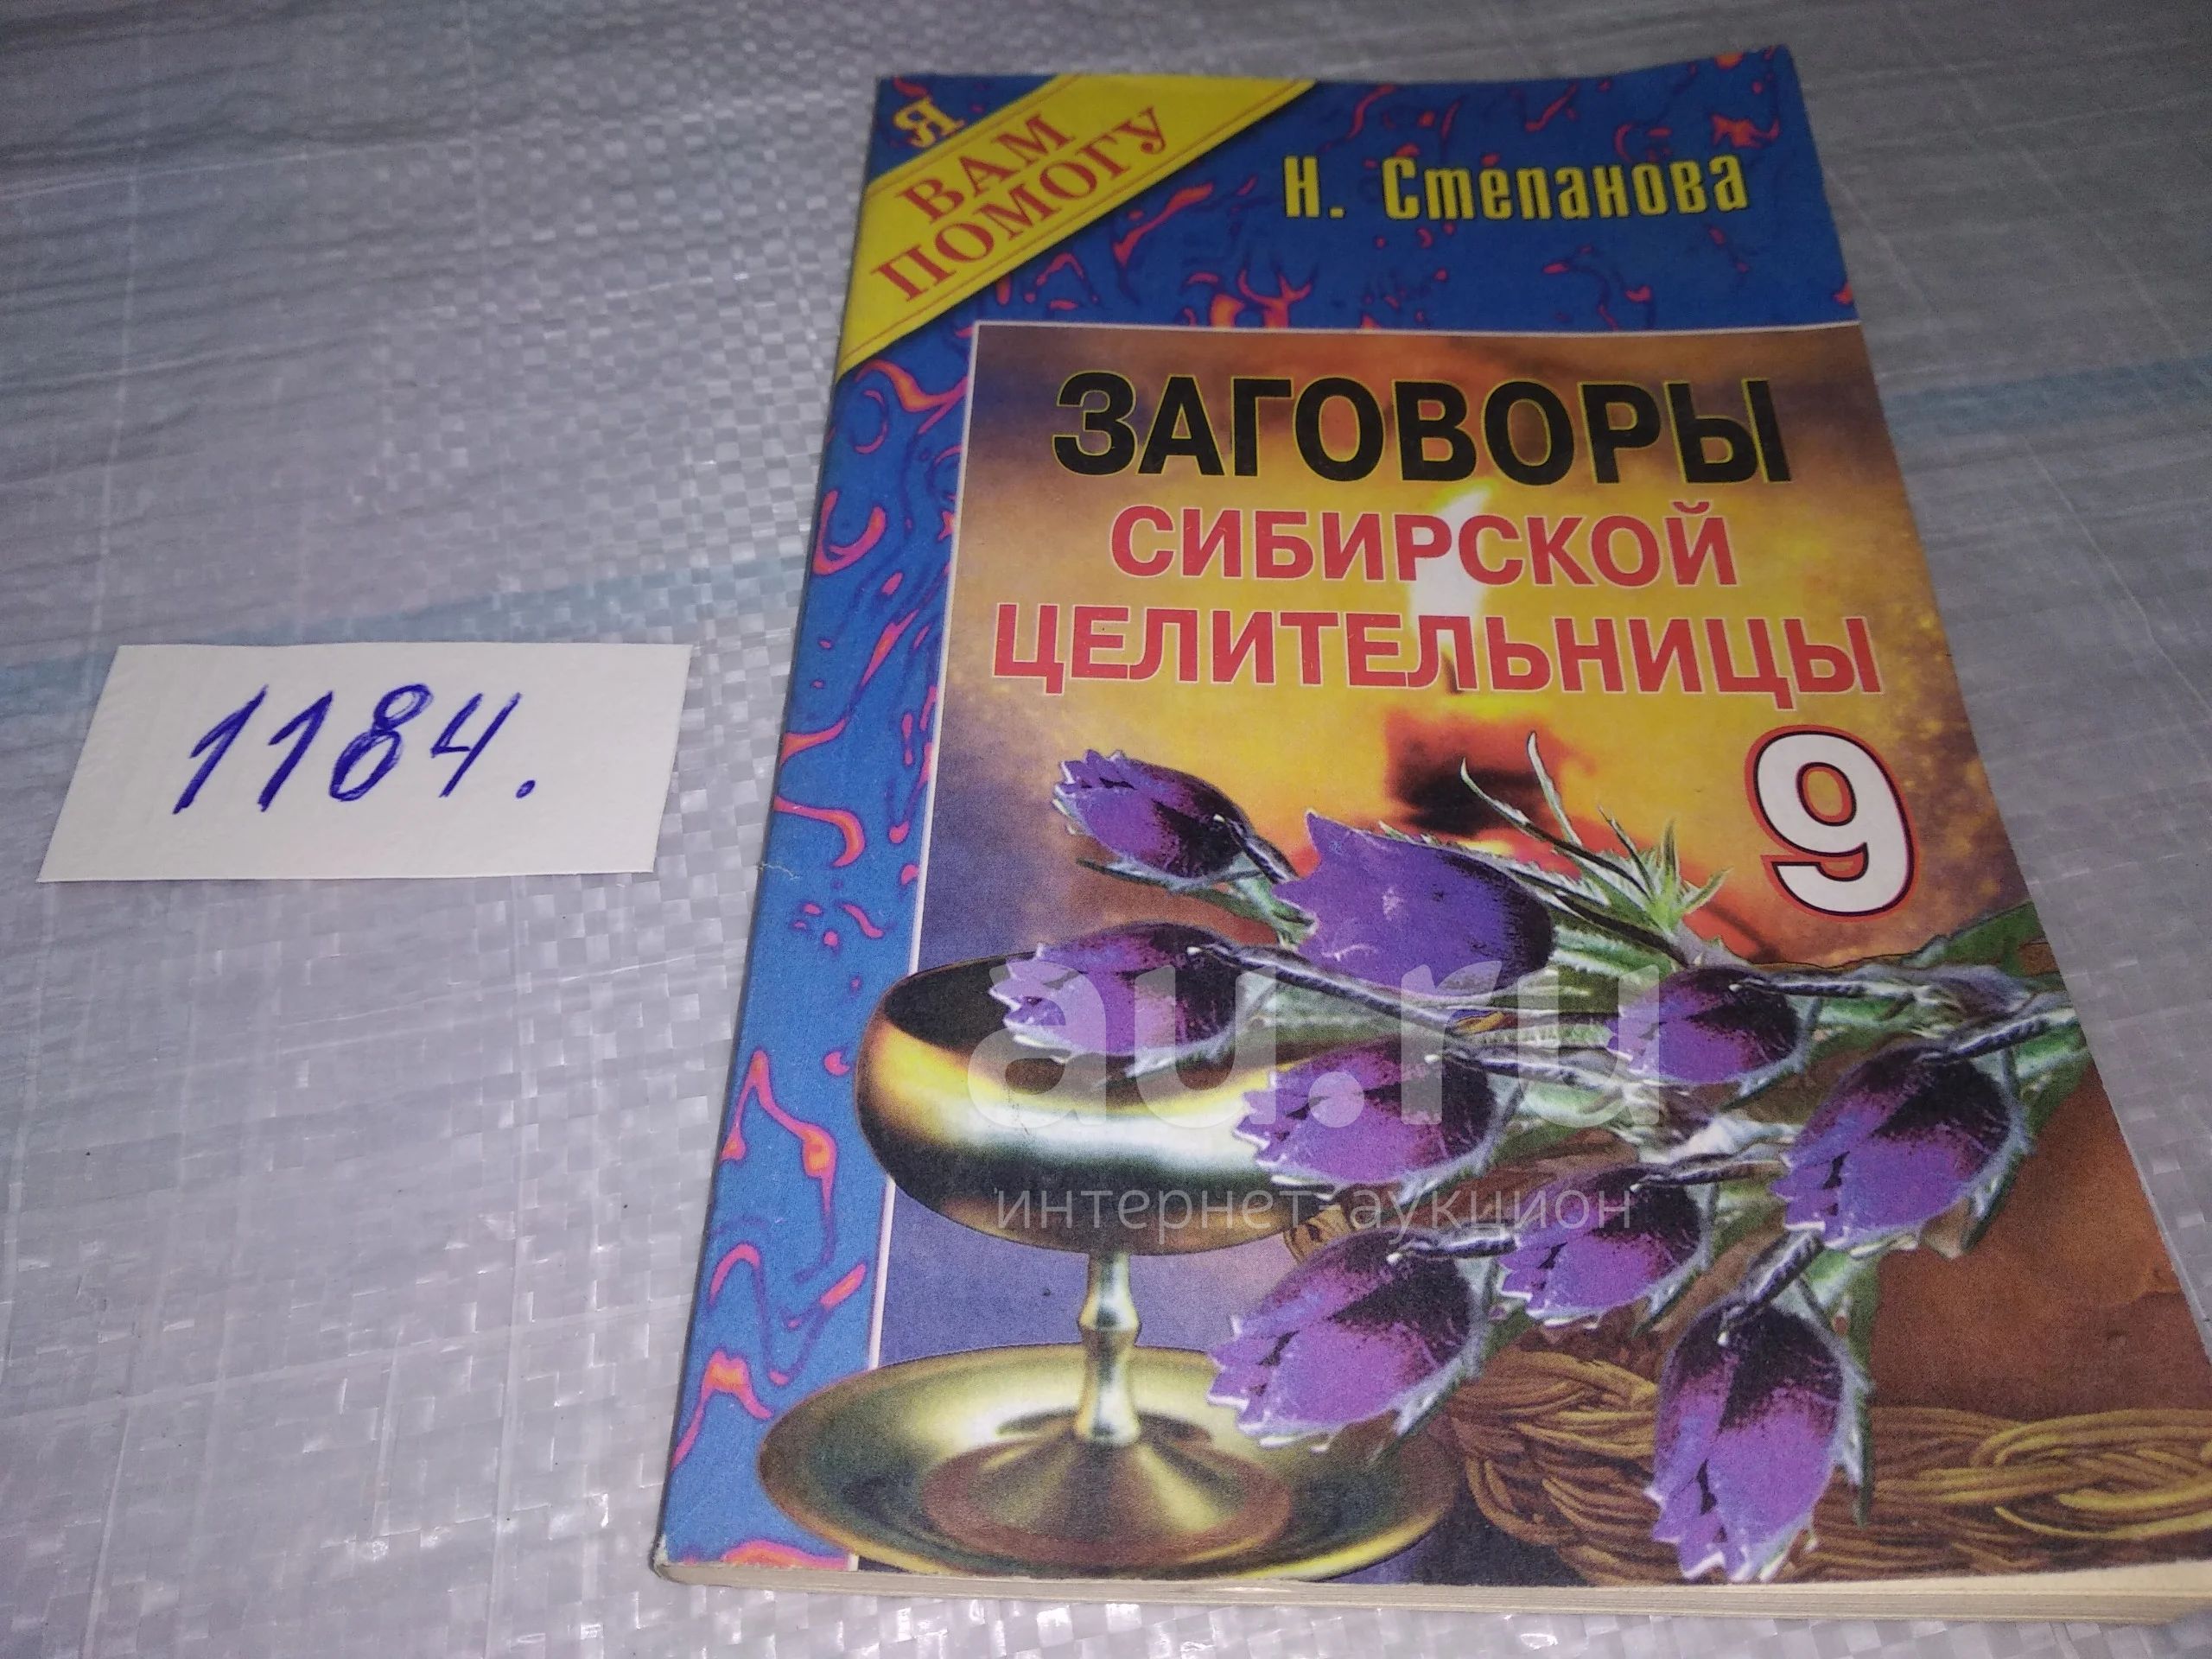 Я
ВАМ
ПОМОГУ
Н. Степанова
ЗАГОВОРЫ
СИБИРСКОЙ
ЦЕЛИТЕЛЬНИЦЫ
9
1184.
au.ru
интернет-аукцион